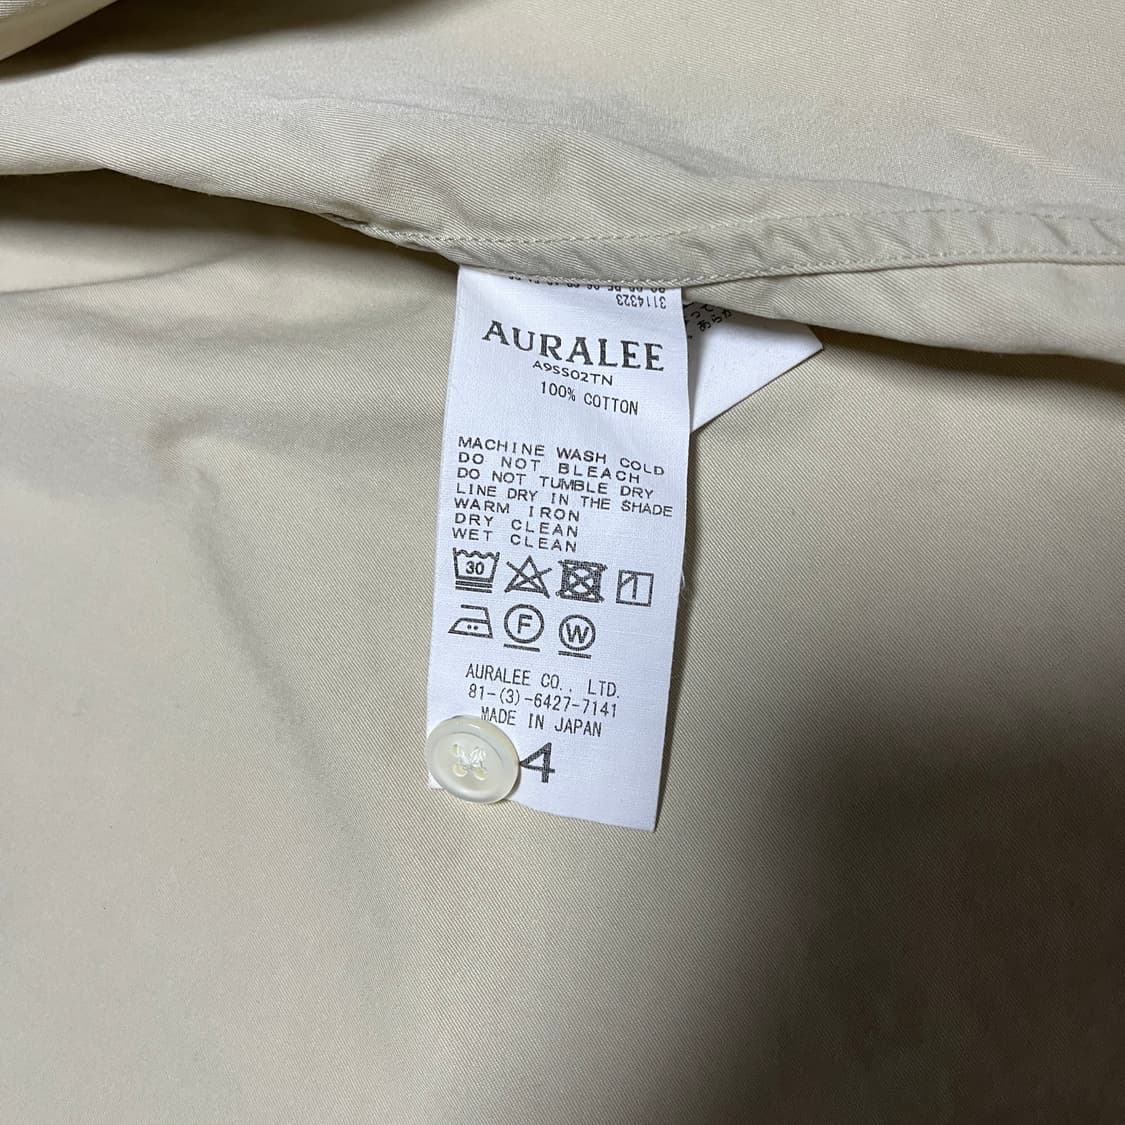 3114323
AURALEE
A9SS02TN
100% COTTON
MACHINE WASH COLD
DO NOT BLEACH
DO NOT TUMBLE DRY
LINE DRY IN THE SHADE
WARM IRON
DRY CLEAN
WET CLEAN
30
F W
AURALEE CO., LTD.
81-(3)-6427-7141
MADE IN JAPAN
4